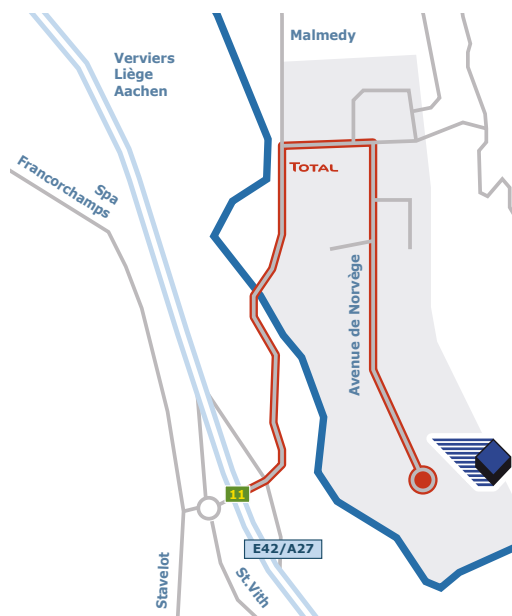 Malmedy
Verviers
Liège
Aachen
Francorchamps
Spa
TOTAL
Avenue de Norvège
11
E42/A27
Stavelot
St.Vith